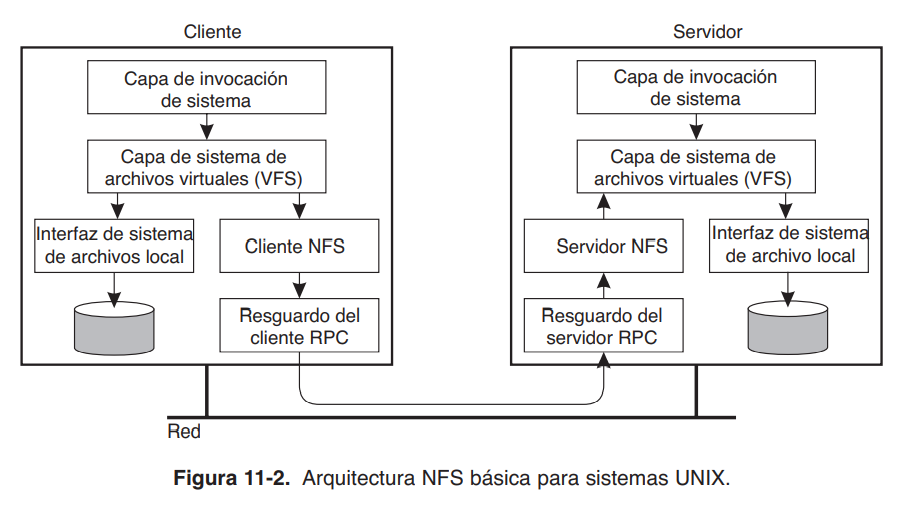 Cliente
Servidor
Capa de invocación
de sistema
Capa de sistema de
archivos virtuales (VFS)
Interfaz de sistema
de archivos local
Cliente NFS
Resguardo del
cliente RPC
Capa de invocación
de sistema
Capa de sistema de
archivos virtuales (VFS)
Servidor NFS
Interfaz de sistema
de archivo local
Resguardo del
servidor RPC
Red
Figura 11-2. Arquitectura NFS básica para sistemas UNIX.